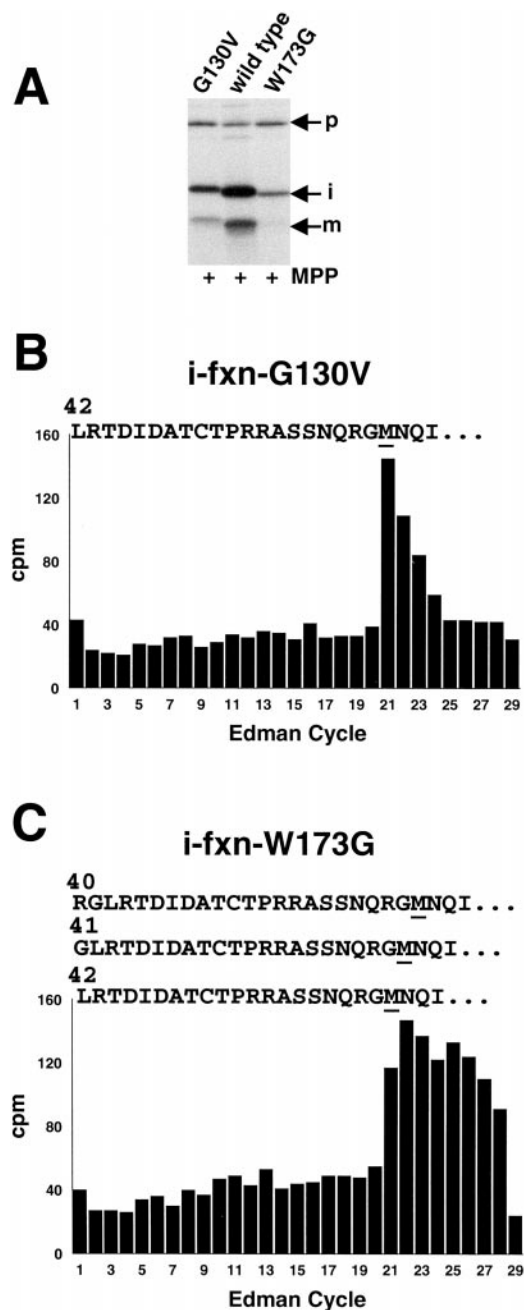 A
G130V wild type W173G
p
i
m
+ + + MPP
B
i-fxn-G130V
42
LRTDIDATCTPRRASSNQRGMNQI...
160
120
80
40
0
cpm
1 3 5 7 9 11 13 15 17 19 21 23 25 27 29
Edman Cycle
C
i-fxn-W173G
40
RGLRTDIDATCTPRRASSNQRGMNQI...
41
GLRTDIDATCTPRRASSNQRGMNQI...
42
LRTDIDATCTPRRASSNQRGMNQI...
160
120
80
40
0
cpm
1 3 5 7 9 11 13 15 17 19 21 23 25 27 29
Edman Cycle